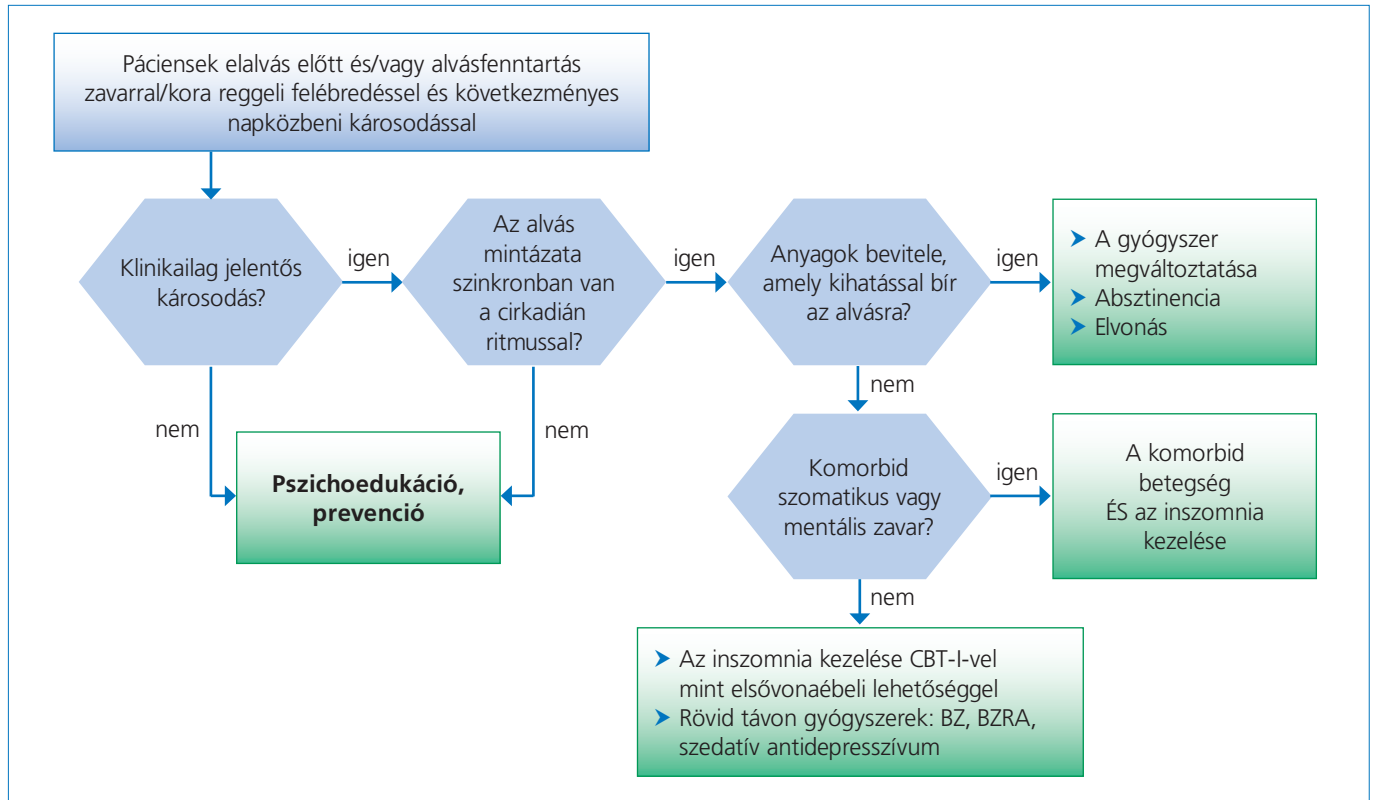 Páciensek elalvás előtt és/vagy alvásfenntartás
zavarral/kora reggeli felébredéssel és következményes
napközbeni károsodással
Klinikailag jelentős
károsodás?
igen
Az alvás
mintázata
szinkronban van
a cirkadián
ritmussal?
igen
Anyagok bevitele,
amely kihatással bír
az alvásra?
igen
➤ A gyógyszer
megváltoztatása
➤ Absztinencia
➤ Elvonás
nem
nem
nem
Pszichoedukáció,
prevenció
Komorbid
szomatikus vagy
mentális zavar?
igen
A komorbid
betegség
ÉS az inszomnia
kezelése
nem
➤ Az inszomnia kezelése CBT-I-vel
mint elsővonaébeli lehetőséggel
➤ Rövid távon gyógyszerek: BZ, BZRA,
szedatív antidepresszívum